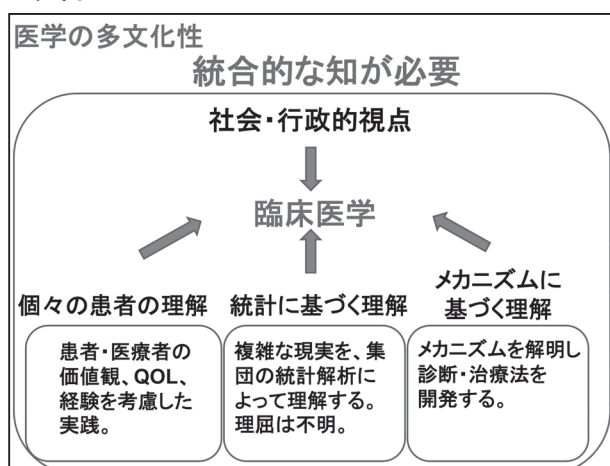 医学の多文化性
統合的な知が必要
社会・行政的視点
臨床医学
個々の患者の理解
患者・医療者の
価値観、QOL、
経験を考慮した
実践。
統計に基づく理解
複雑な現実を、集
団の統計解析に
よって理解する。
理屈は不明。
メカニズムに
基づく理解
メカニズムを解明し
診断・治療法を
開発する。